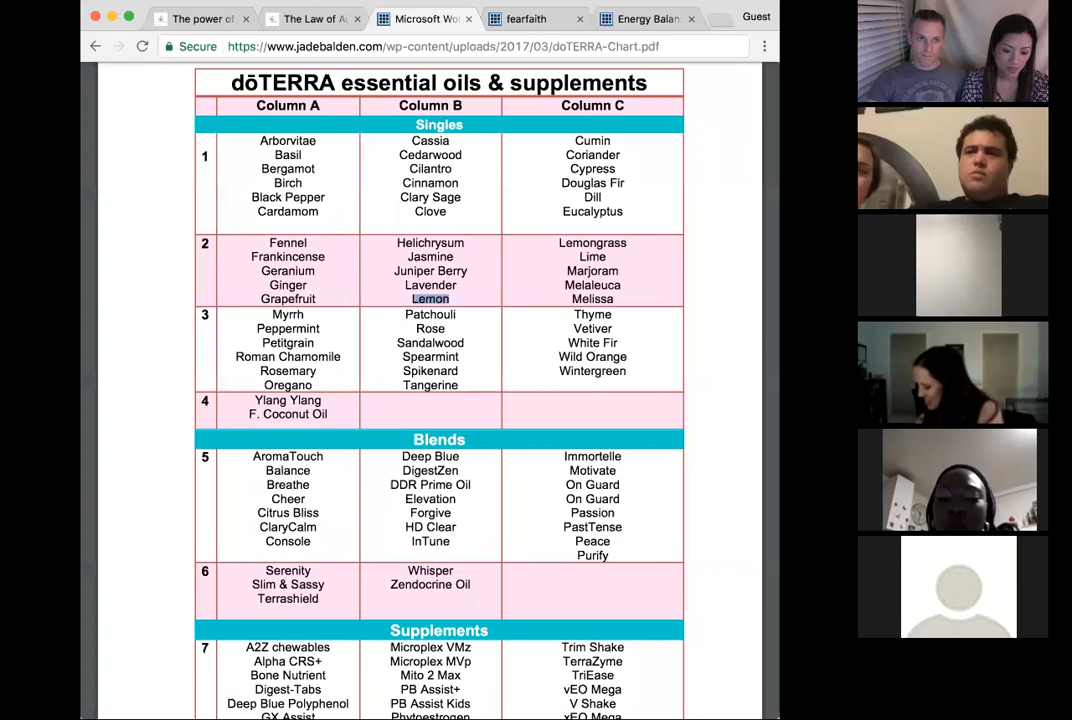 The power of
The Law of A
Microsoft Wo
fearfaith
Energy Balan
Guest
Secure
https://www.jadebalden.com/wp-content/uploads/2017/03/doTERRA-Chart.pdf
dōTERRA essential oils & supplements
Column A Column B Column C
Singles
Arborvitae Cassia Cumin
1 Basil Cedarwood Coriander
Bergamot Cilantro Cypress
Birch Cinnamon Douglas Fir
Black Pepper Clary Sage Dill
Cardamom Clove Eucalyptus
2 Fennel Helichrysum Lemongrass
Frankincense Jasmine Lime
Geranium Juniper Berry Marjoram
Ginger Lavender Melaleuca
Grapefruit Lemon Melissa
3 Myrrh Patchouli Thyme
Peppermint Rose Vetiver
Petitgrain Sandalwood White Fir
Roman Chamomile Spearmint Wild Orange
Rosemary Spikenard Wintergreen
Oregano Tangerine
4 Ylang Ylang
F. Coconut Oil
Blends
5 AromaTouch Deep Blue Immortelle
Balance DigestZen Motivate
Breathe DDR Prime Oil On Guard
Cheer Elevation On Guard
Citrus Bliss Forgive Passion
ClaryCalm HD Clear PastTense
Console InTune Peace
Purify
6 Serenity Whisper
Slim & Sassy Zendocrine Oil
Terrashield
Supplements
7 A2Z chewables Microplex VMz Trim Shake
Alpha CRS+ Microplex MVp TerraZyme
Bone Nutrient Mito 2 Max TriEase
Digest-Tabs PB Assist+ vEO Mega
Deep Blue Polyphenol PB Assist Kids V Shake
GX Assist Phytoestrogen xEO Mega